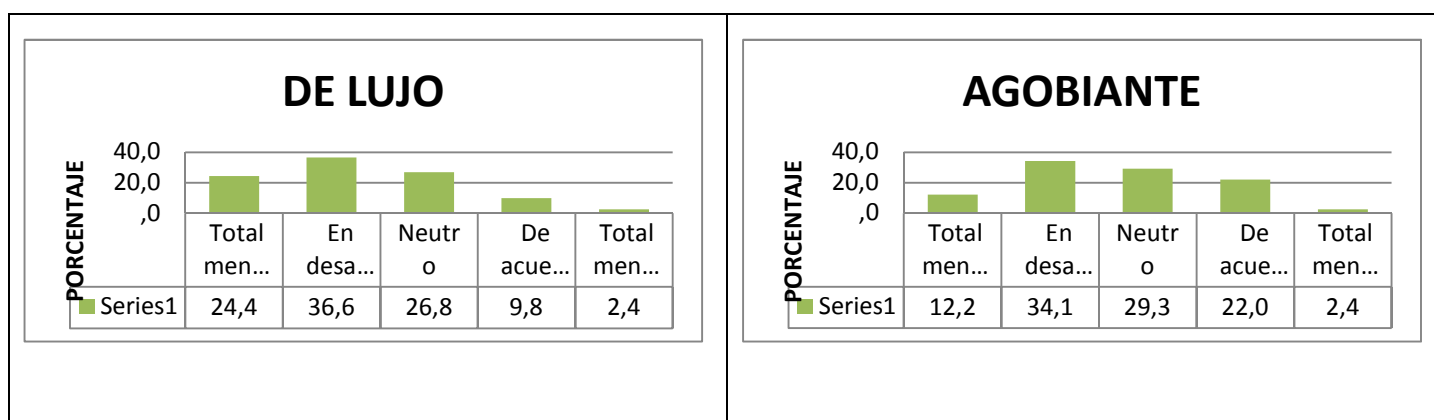 DE LUJO
PORCENTAJE
40,0
20,0
,0
Total En Neutr De Total
men... desa... o acue... men...
Series1 24,4 36,6 26,8 9,8 2,4
AGOBIANTE
PORCENTAJE
40,0
20,0
,0
Total En Neutr De Total
men... desa... o acue... men...
Series1 12,2 34,1 29,3 22,0 2,4